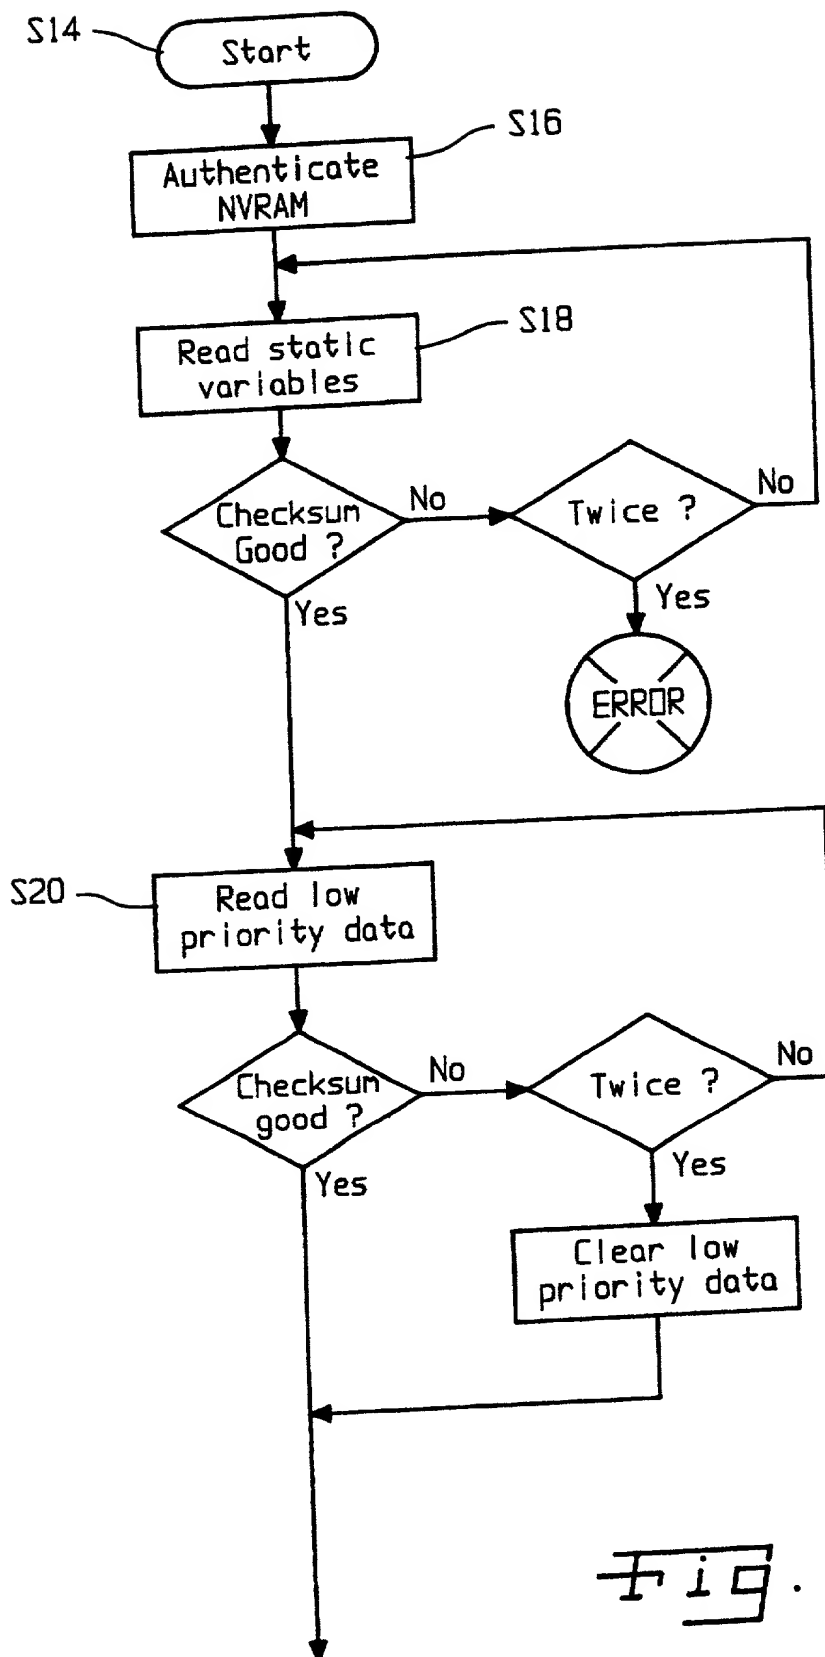 S14
Start
S16
Authenticate
NVRAM
S18
Read static
variables
Checksum
Good ?
No
Twice ?
No
Yes
Yes
ERROR
S20
Read low
priority data
Checksum
good ?
No
Twice ?
No
Yes
Yes
Clear low
priority data
Fig.